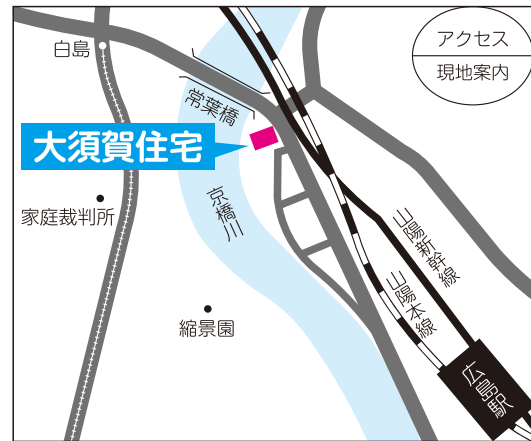 アクセス
現地案内
白島
常葉橋
大須賀住宅
家庭裁判所
京橋川
山陽新幹線
山陽本線
縮景園
広島駅